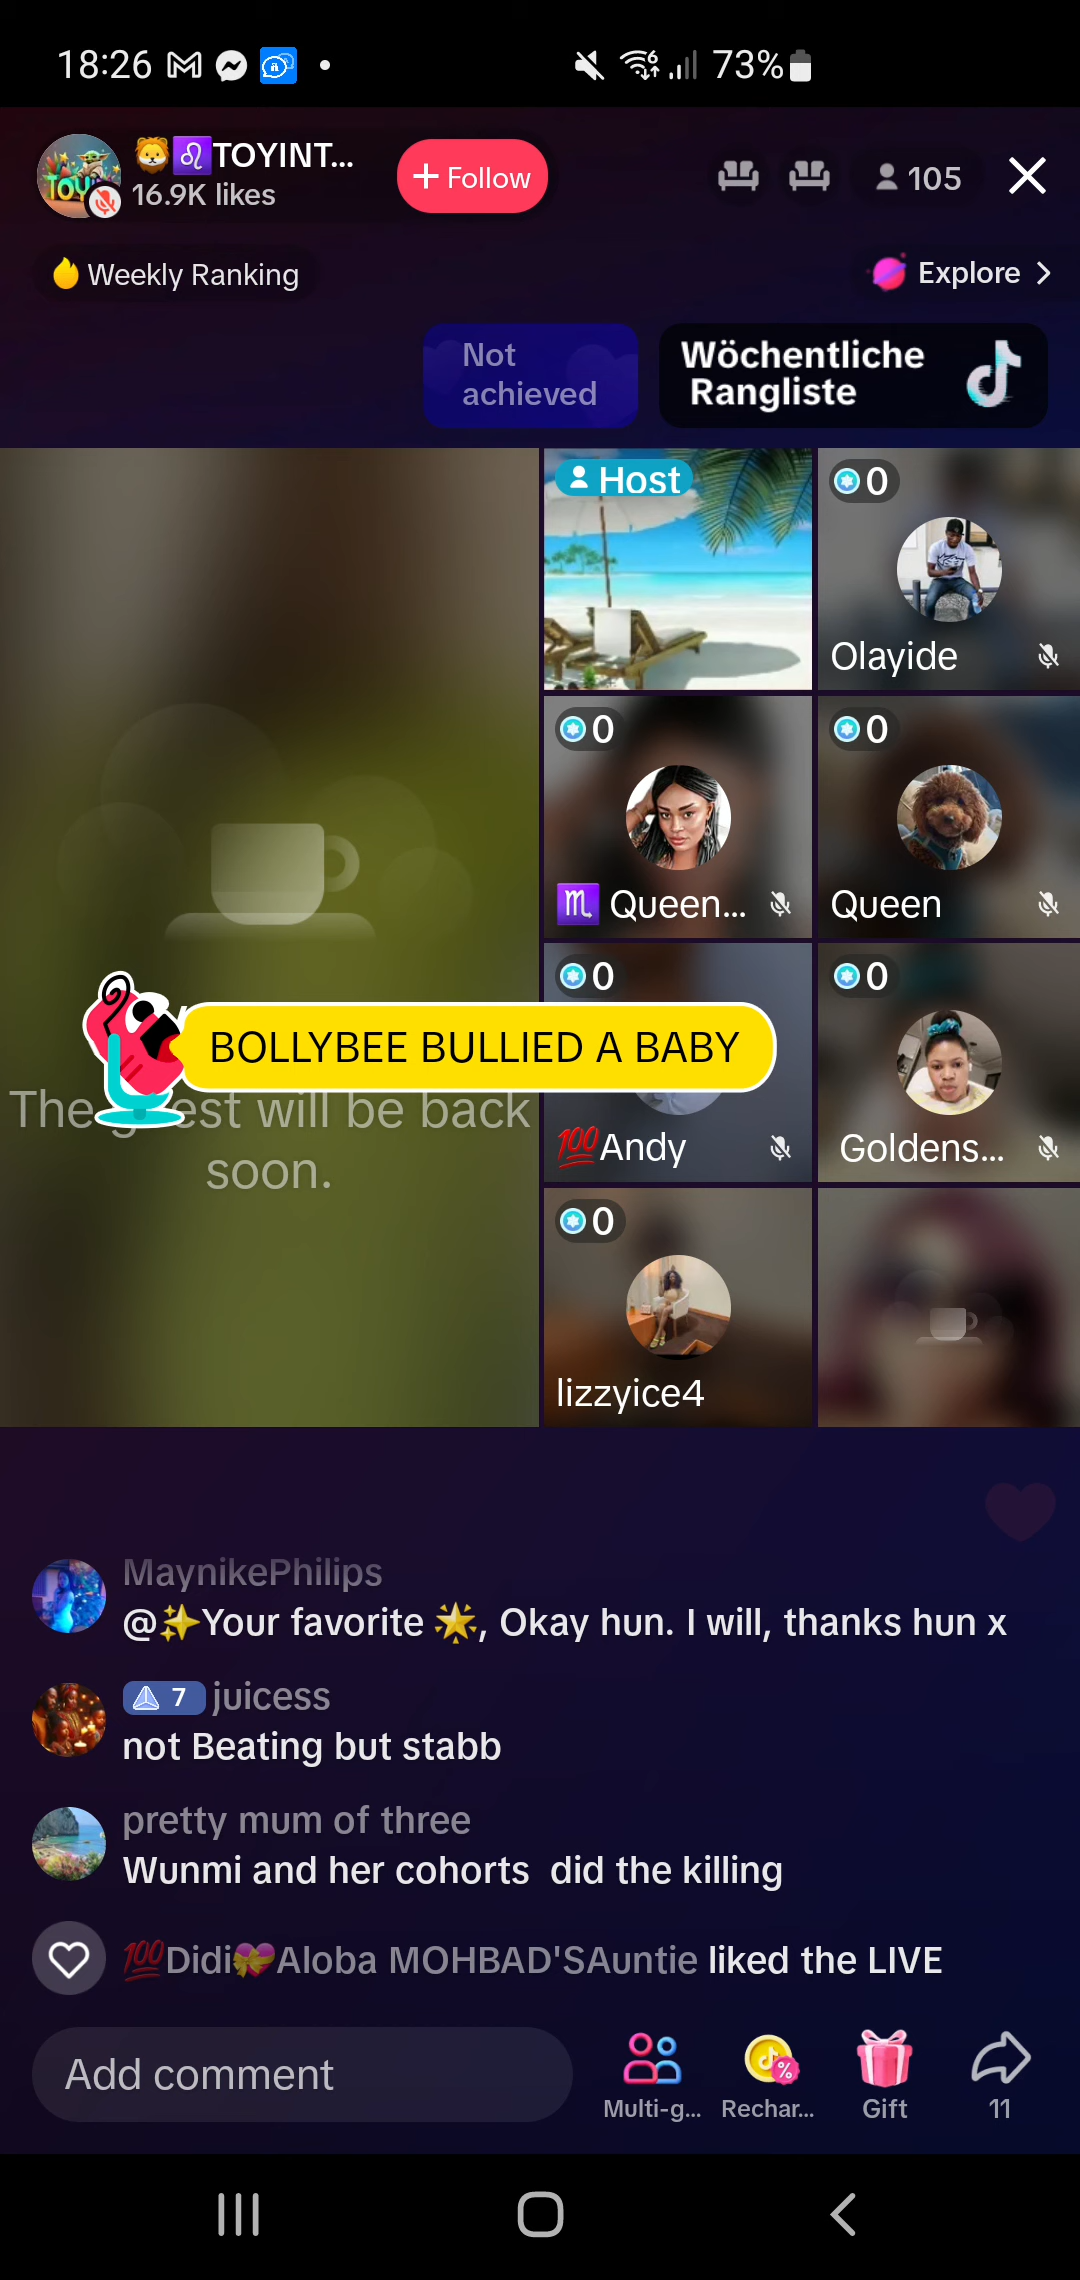 18:26
73%
🦁♌TOYINT...
16.9K likes
+ Follow
105
Weekly Ranking
Explore >
Not
achieved
Wöchentliche
Rangliste
Host
0
Olayide
0
♏ Queen...
0
Queen
BOLLYBEE BULLIED A BABY
The guest will be back
soon.
0
💯Andy
0
Goldens...
0
lizzyice4
MaynikePhilips
@✨Your favorite 🌟, Okay hun. I will, thanks hun x
7 juicess
not Beating but stabb
pretty mum of three
Wunmi and her cohorts  did the killing
💯Didi💝Aloba MOHBAD'SAuntie liked the LIVE
Add comment
Multi-g...
Rechar...
Gift
11